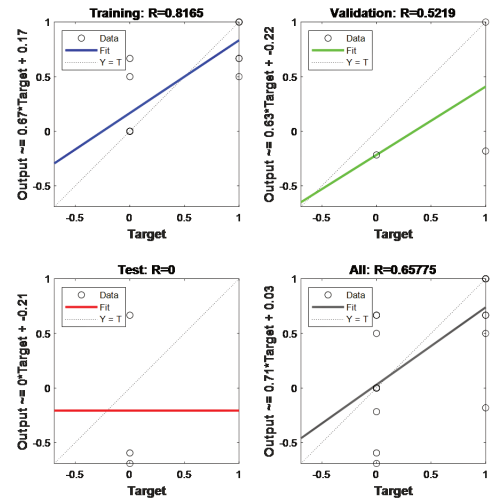 Training: R=0.8165
Output ~= 0.67*Target + 0.17
1
0.5
0
-0.5
Data
Fit
Y = T
-0.5
0
0.5
1
Target
Validation: R=0.5219
Output ~= 0.63*Target + -0.22
1
0.5
0
-0.5
Data
Fit
Y = T
-0.5
0
0.5
1
Target
Test: R=0
Output ~= 0*Target + -0.21
1
0.5
0
-0.5
Data
Fit
Y = T
-0.5
0
0.5
1
Target
All: R=0.65775
Output ~= 0.71*Target + 0.03
1
0.5
0
-0.5
Data
Fit
Y = T
-0.5
0
0.5
1
Target